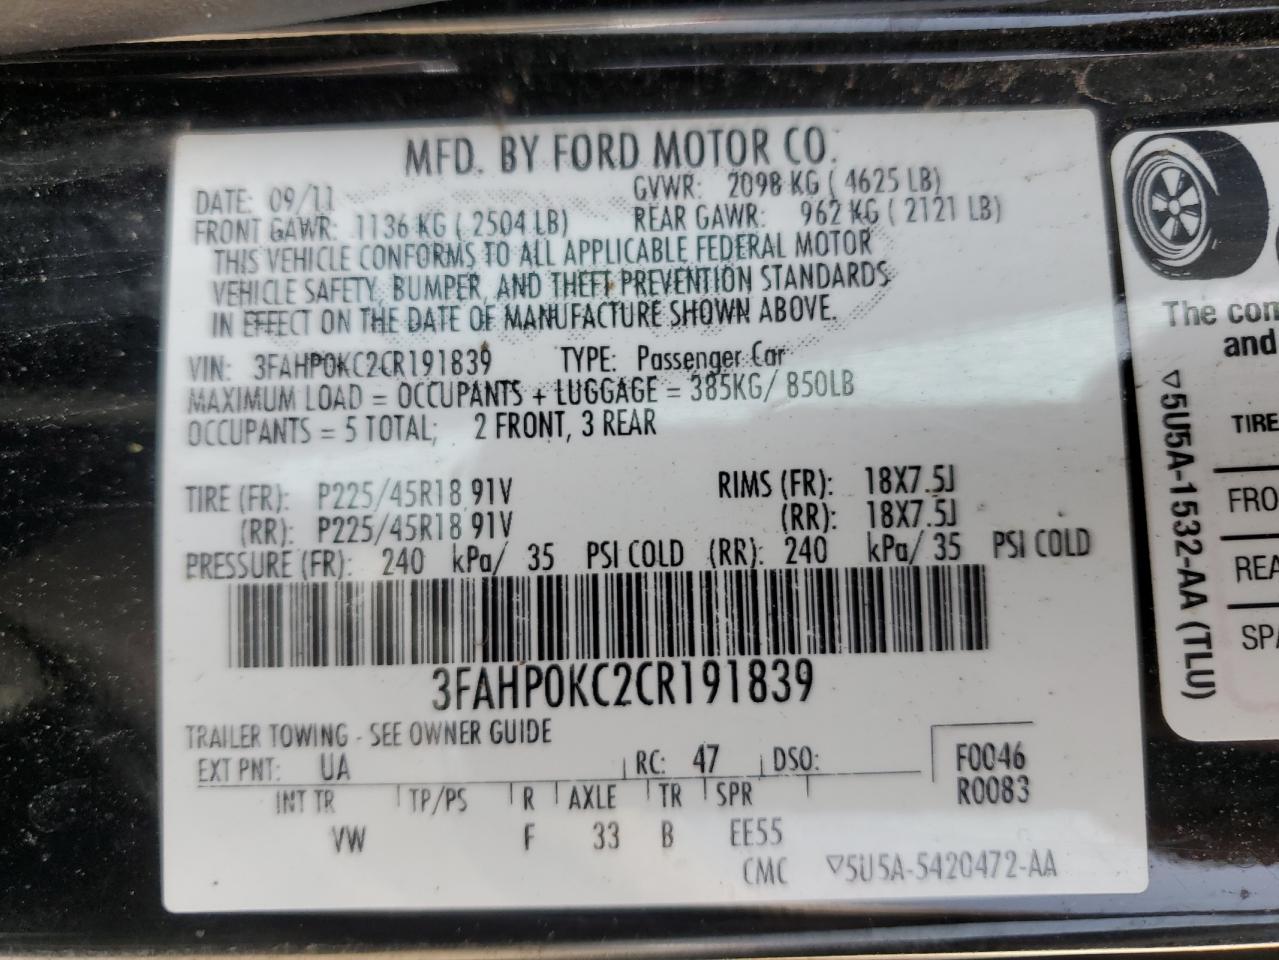 MFD. BY FORD MOTOR CO.
DATE: 09/11 GVWR: 2098 KG ( 4625 LB)
FRONT GAWR: 1136 KG ( 2504 LB) REAR GAWR: 962 KG ( 2121 LB)
THIS VEHICLE CONFORMS TO ALL APPLICABLE FEDERAL MOTOR
VEHICLE SAFETY, BUMPER, AND THEFT PREVENTION STANDARDS
IN EFFECT ON THE DATE OF MANUFACTURE SHOWN ABOVE.
VIN: 3FAHP0KC2CR191839 TYPE: Passenger Car
MAXIMUM LOAD = OCCUPANTS + LUGGAGE = 385KG/ 850LB
OCCUPANTS = 5 TOTAL; 2 FRONT, 3 REAR
TIRE (FR): P225/45R18 91V RIMS (FR): 18X7.5J
(RR): P225/45R18 91V (RR): 18X7.5J
PRESSURE (FR): 240 kPa/ 35 PSI COLD (RR): 240 kPa/ 35 PSI COLD
3FAHP0KC2CR191839
TRAILER TOWING - SEE OWNER GUIDE
EXT PNT: UA RC: 47 DSO: F0046
INT TR TP/PS R AXLE TR SPR R0083
VW F 33 B EE55
CMC ▽5U5A-5420472-AA
The con
and
▽5U5A-1532-AA (TLU)
TIRE
FRO
REA
SPA